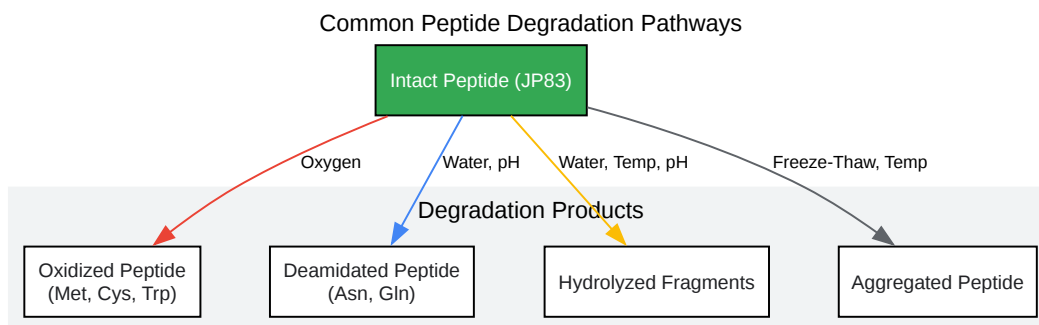 Common Peptide Degradation Pathways
Intact Peptide (JP83)
Oxygen
Water, pH
Water, Temp, pH
Freeze-Thaw, Temp
Degradation Products
Oxidized Peptide
(Met, Cys, Trp)
Deamidated Peptide
(Asn, Gln)
Hydrolyzed Fragments
Aggregated Peptide